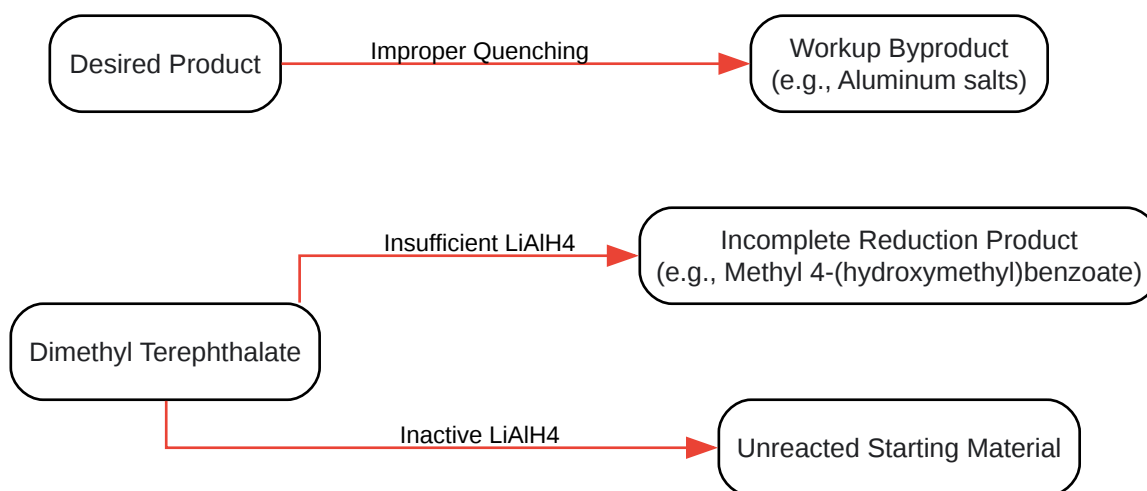 Desired Product
Improper Quenching
Workup Byproduct
(e.g., Aluminum salts)
Insufficient LiAlH4
Incomplete Reduction Product
(e.g., Methyl 4-(hydroxymethyl)benzoate)
Dimethyl Terephthalate
Inactive LiAlH4
Unreacted Starting Material